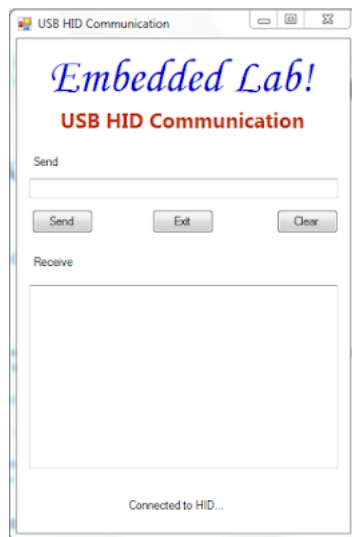 USB HID Communication
Embedded Lab!
USB HID Communication
Send
Send Exit Clear
Receive
Connected to HID...